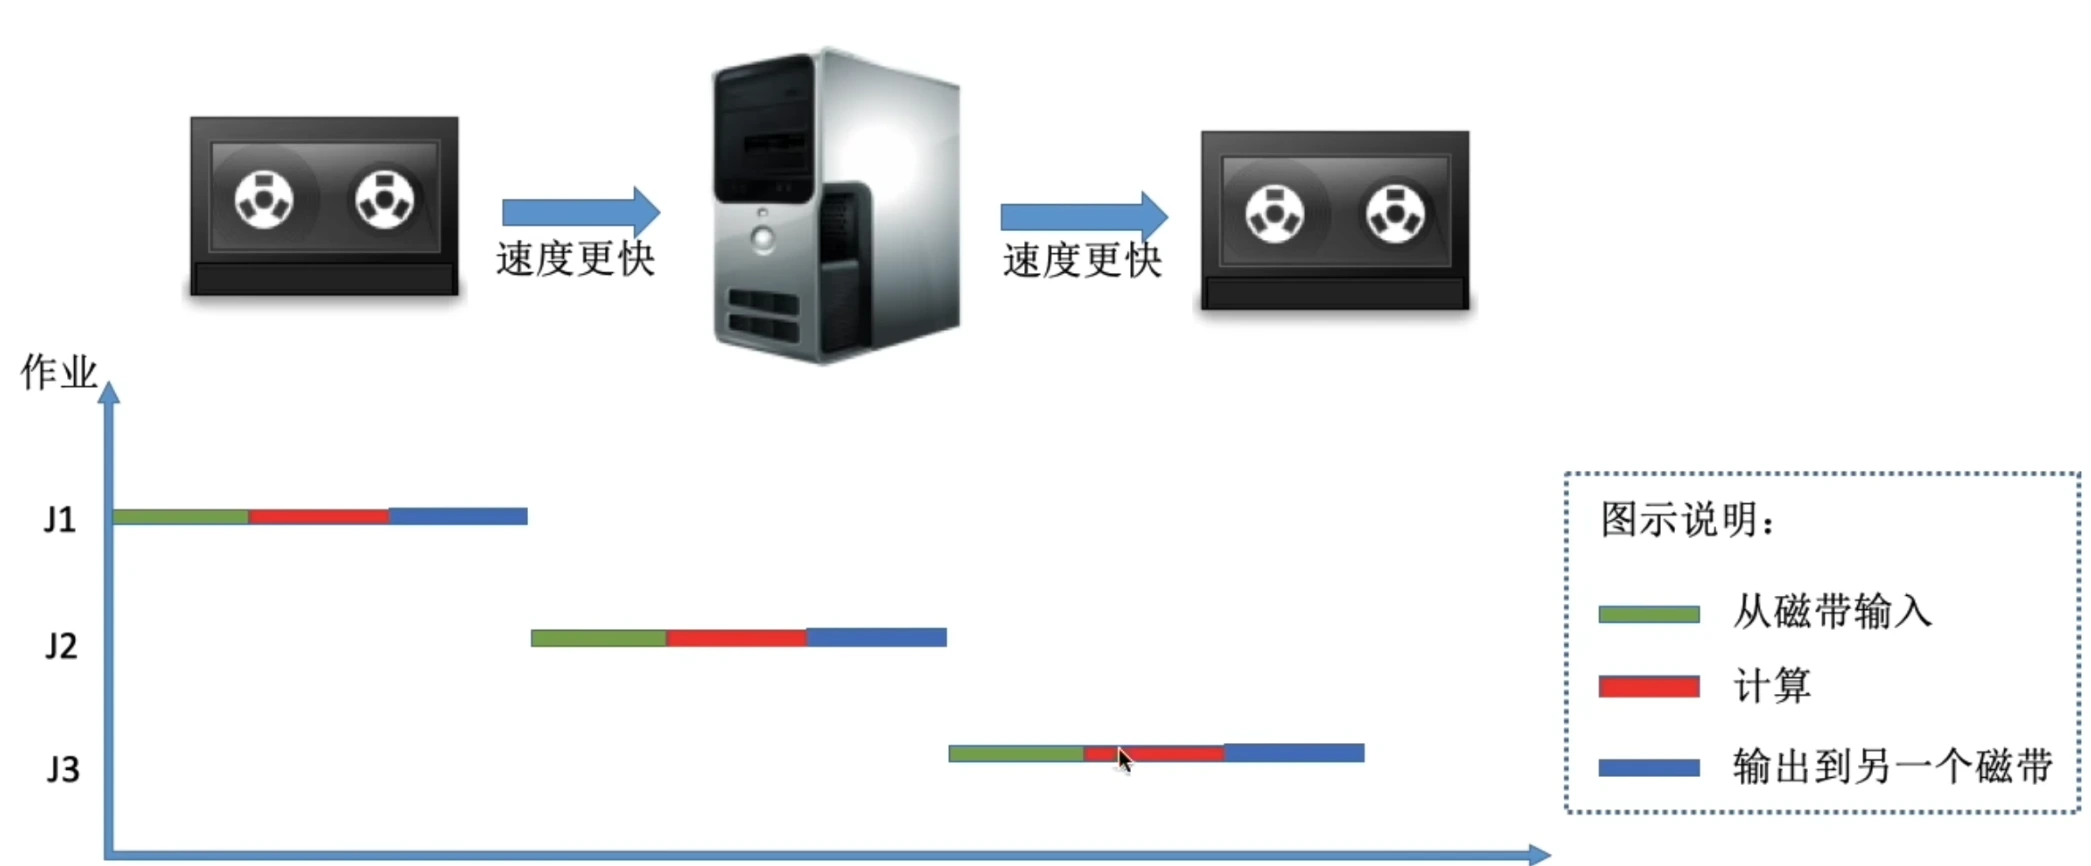 速度更快
速度更快
作业
J1
J2
J3
图示说明：
从磁带输入
计算
输出到另一个磁带